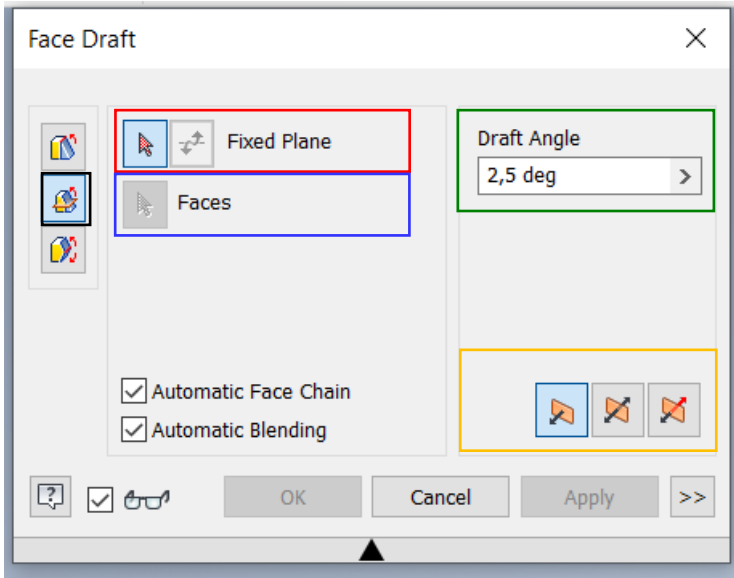 Face Draft
Fixed Plane
Faces
Draft Angle
2,5 deg
Automatic Face Chain
Automatic Blending
OK
Cancel
Apply
>>